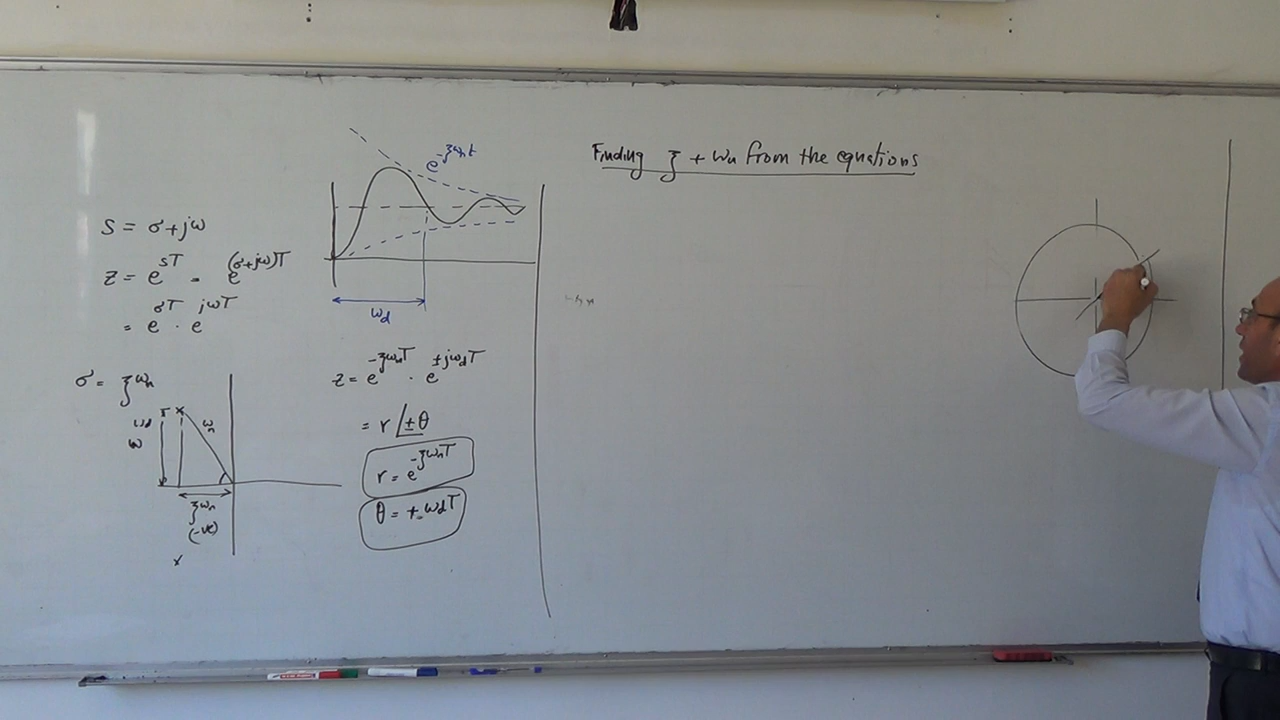 Finding ζ + ωn from the equations
S = σ + jω
z = e^sT = e^(σ+jω)T
= e^σT · e^jωT
σ = ζωn
ωd
ω
x
ωn
ζωn
(-ve)
x
e^-ζωnt
ωd
z = e^-ζωnT · e^±jωdT
= r ∠±θ
r = e^-ζωnT
θ = ±ωdT